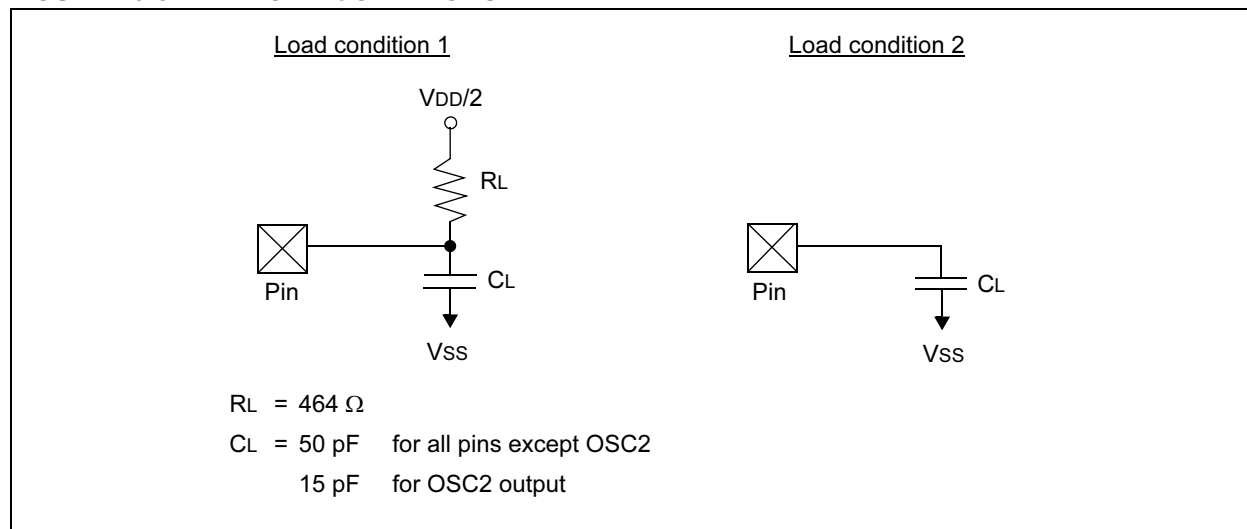 Load condition 1
Load condition 2
VDD/2
RL
CL
Pin
VSS
CL
Pin
VSS
RL = 464 Ω
CL = 50 pF for all pins except OSC2
15 pF for OSC2 output